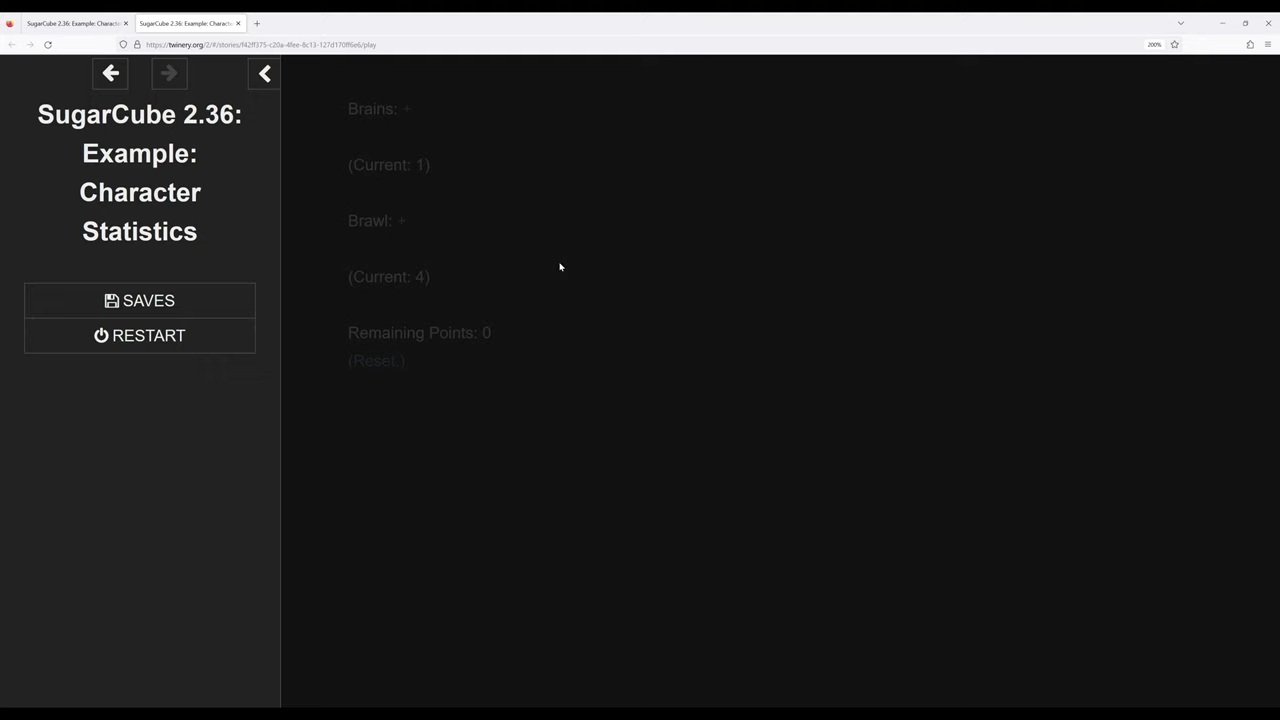 SugarCube 2.36: Example: Charact
SugarCube 2.36: Example: Charac
https://twinery.org/2/#/stories/f42ff375-c20a-4fee-8c13-127d170ff6e6/play
200%
SugarCube 2.36:
Example:
Character
Statistics
SAVES
RESTART
Brains: +
(Current: 1)
Brawl: +
(Current: 4)
Remaining Points: 0
(Reset.)